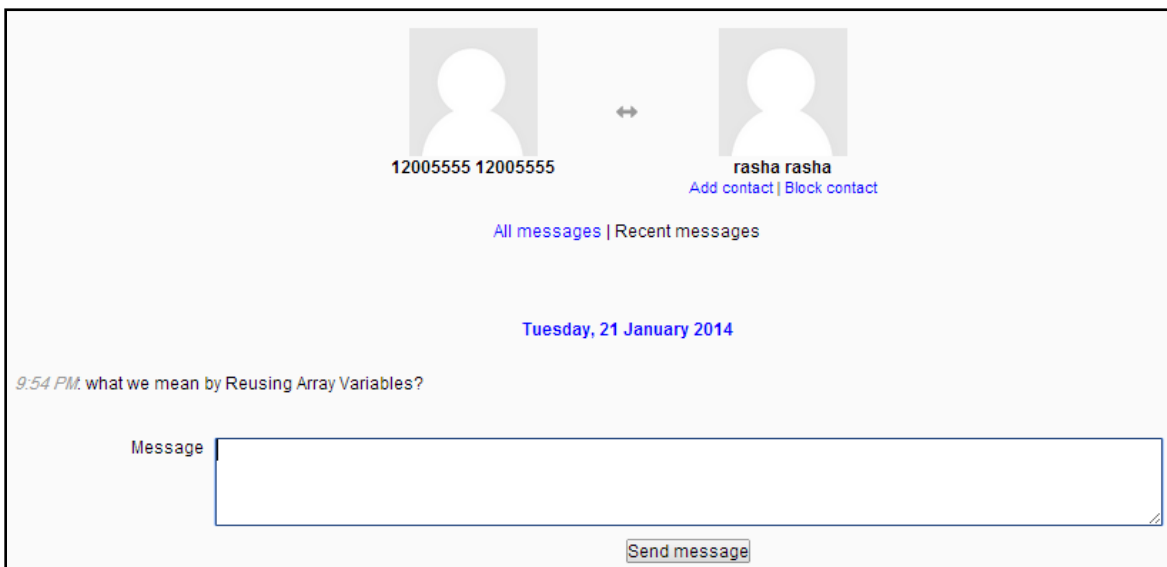 12005555 12005555
rasha rasha
Add contact | Block contact
All messages | Recent messages
Tuesday, 21 January 2014
9:54 PM: what we mean by Reusing Array Variables?
Message
Send message